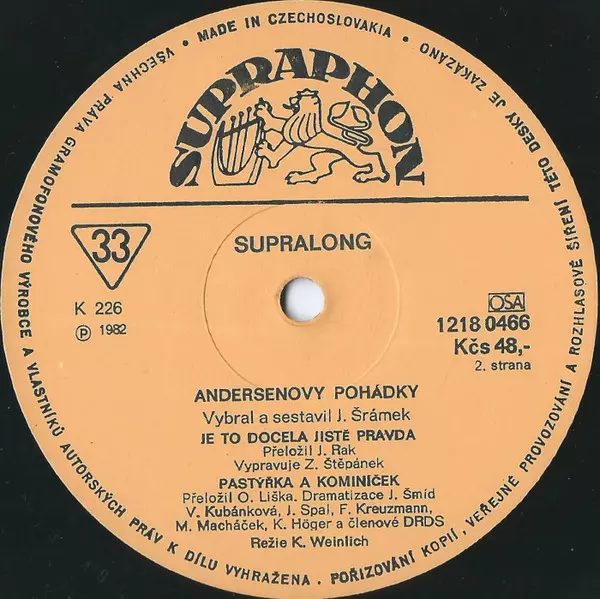 VŠECHNA PRÁVA GRAMOFONOVÉHO VÝROBCE A VLASTNÍKŮ AUTORSKÝCH PRÁV K DÍLU VYHRAŽENA . POŘIZOVÁNÍ KOPIÍ, VEŘEJNÉ PROVOZOVÁNÍ A ROZHLASOVÉ ŠÍŘENÍ TÉTO DESKY JE ZAKÁZÁNO
• MADE IN CZECHOSLOVAKIA •
SUPRAPHON
33
SUPRALONG
K 226
Ⓟ 1982
OSA
1218 0466
Kčs 48,-
2. strana
ANDERSENOVY POHÁDKY
Vybral a sestavil J. Šrámek
JE TO DOCELA JISTĚ PRAVDA
Přeložil J. Rak
Vypravuje Z. Štěpánek
PASTÝŘKA A KOMINÍČEK
Přeložil O. Liška. Dramatizace J. Šmíd
V. Kubánková, J. Spal, F. Kreuzmann,
M. Macháček, K. Höger a členové DRDS
Režie K. Weinlich